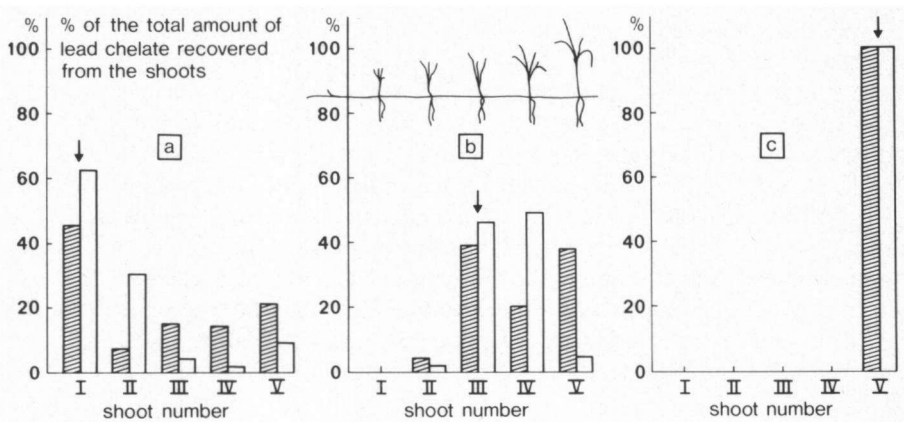 % % of the total amount of
lead chelate recovered
from the shoots
100
80
60
40
20
0
a
I II III IV V
shoot number
%
100
80
60
40
20
0
b
I II III IV V
shoot number
%
100
80
60
40
20
0
c
I II III IV V
shoot number